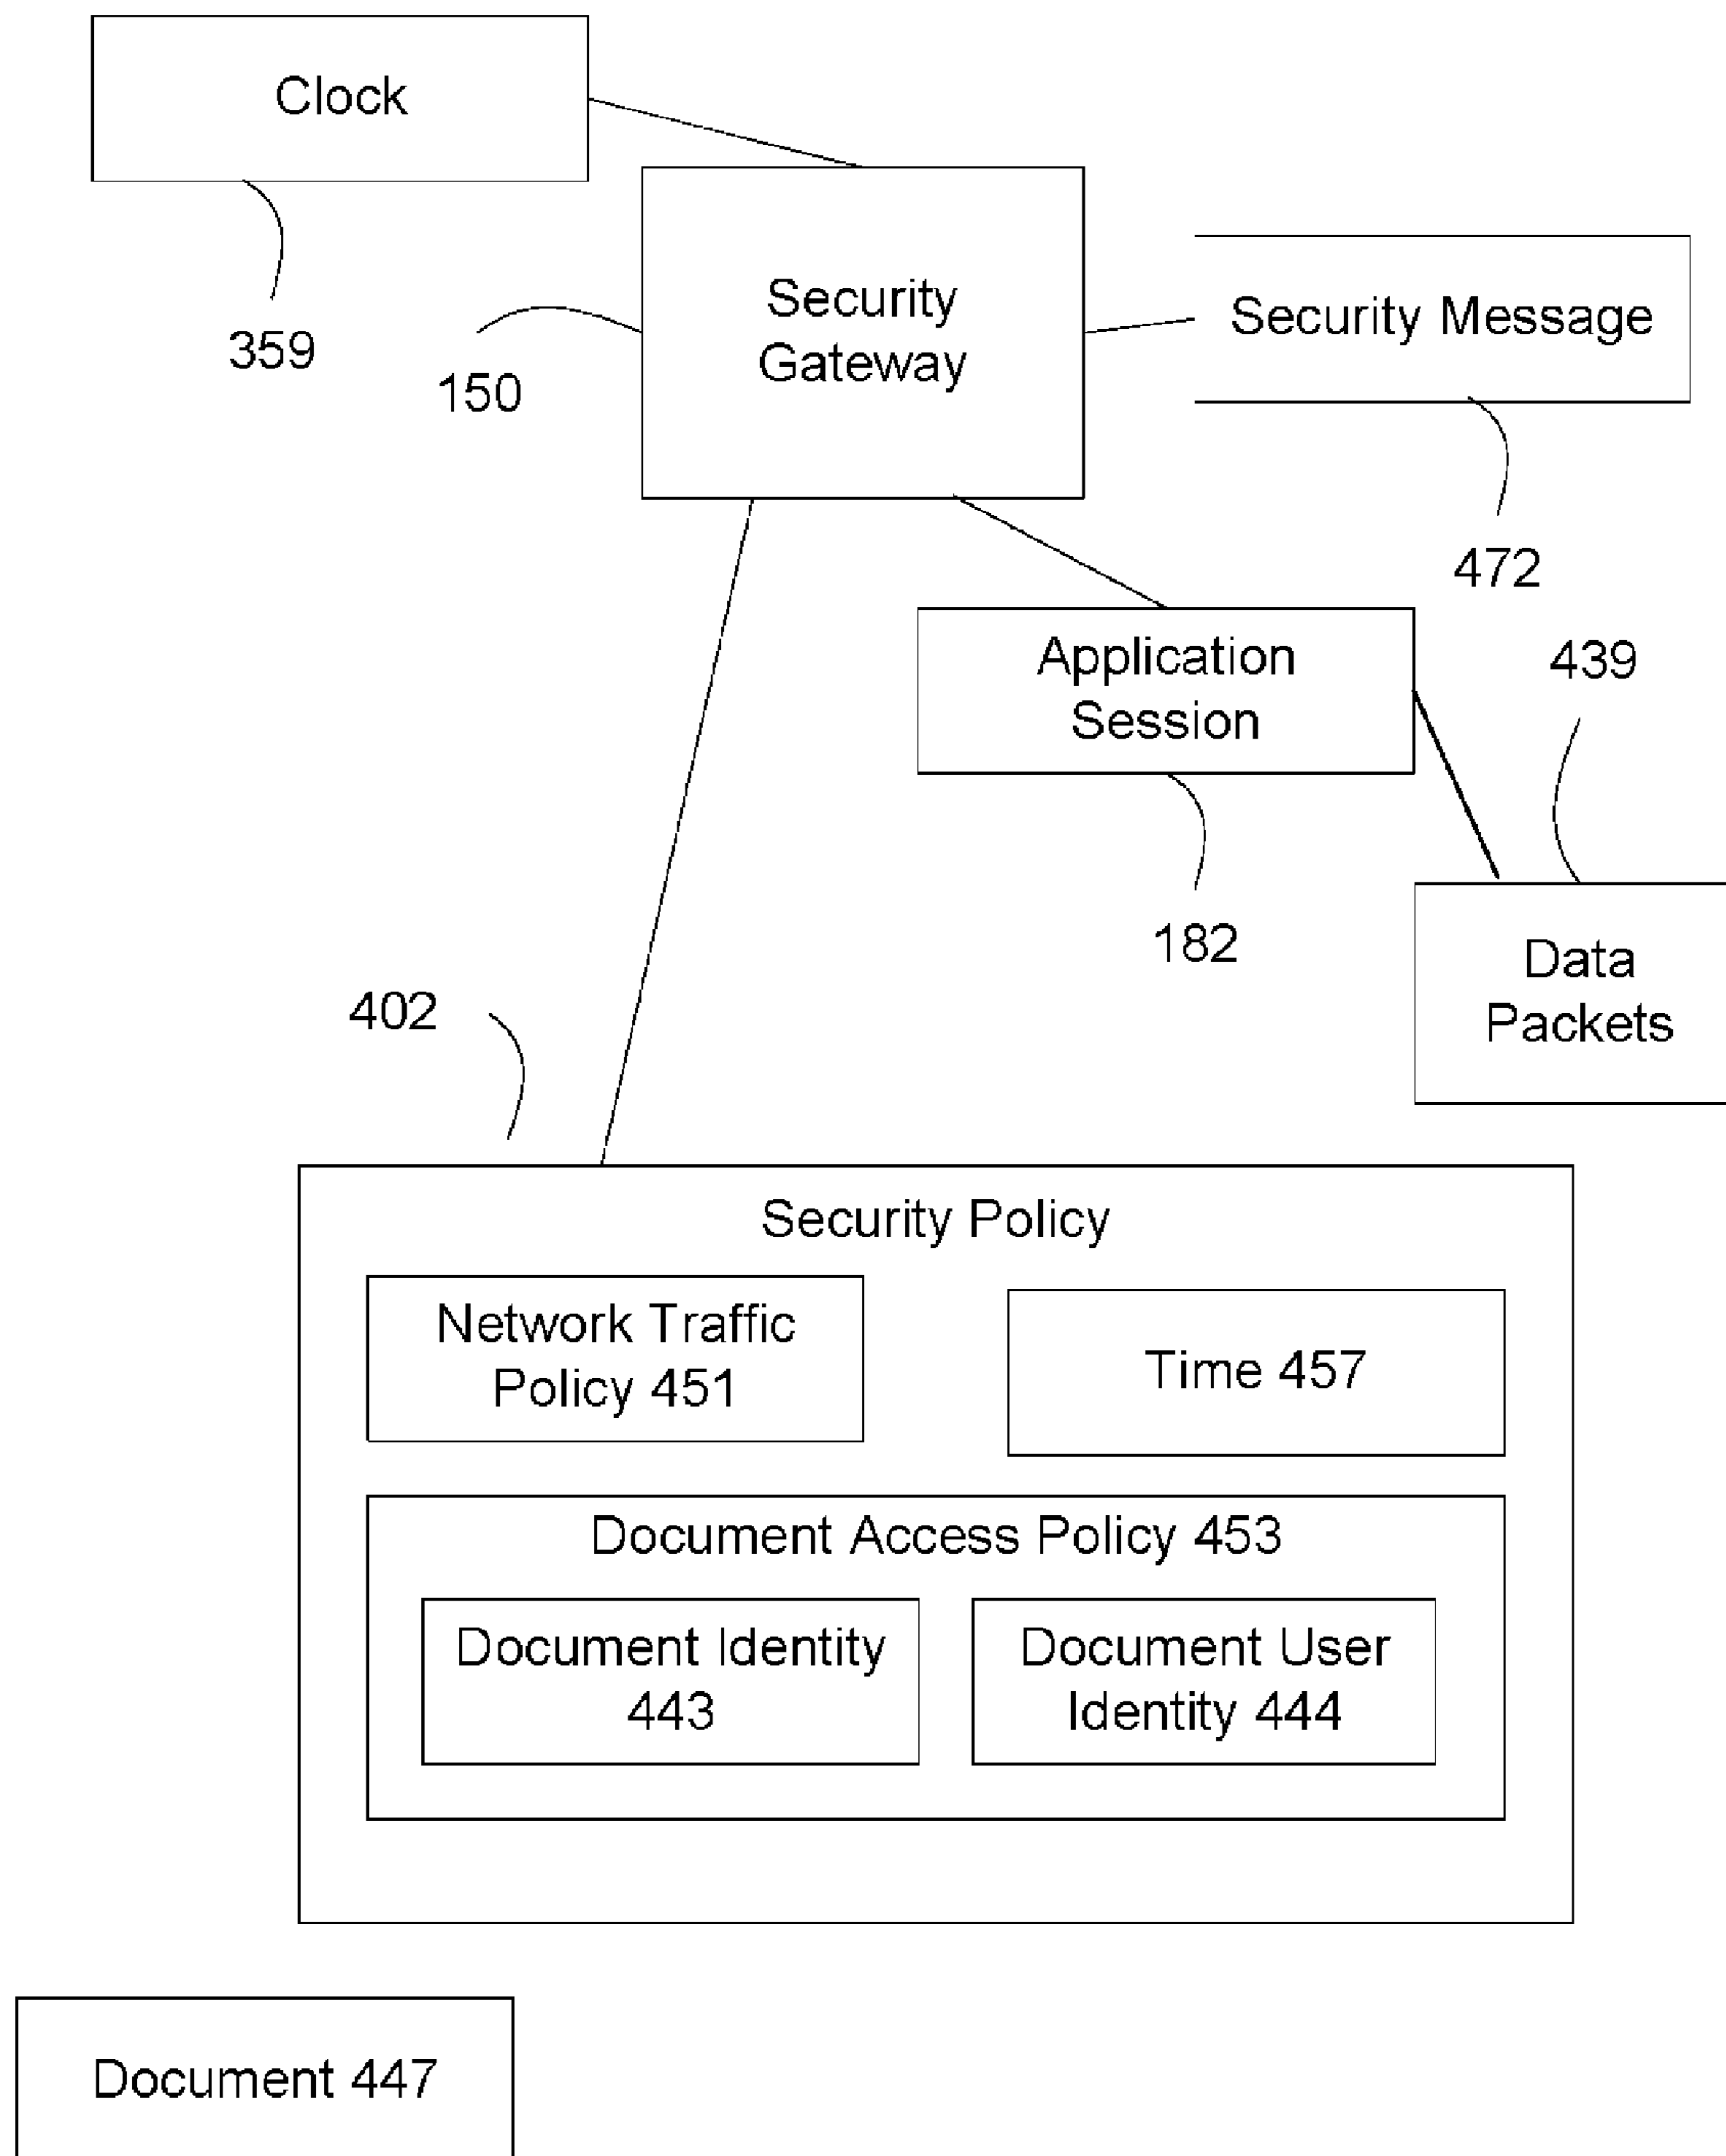 Clock
359
Security
Gateway
150
Security Message
472
Application
Session
182
439
Data
Packets
402
Security Policy
Network Traffic
Policy 451
Time 457
Document Access Policy 453
Document Identity
443
Document User
Identity 444
Document 447